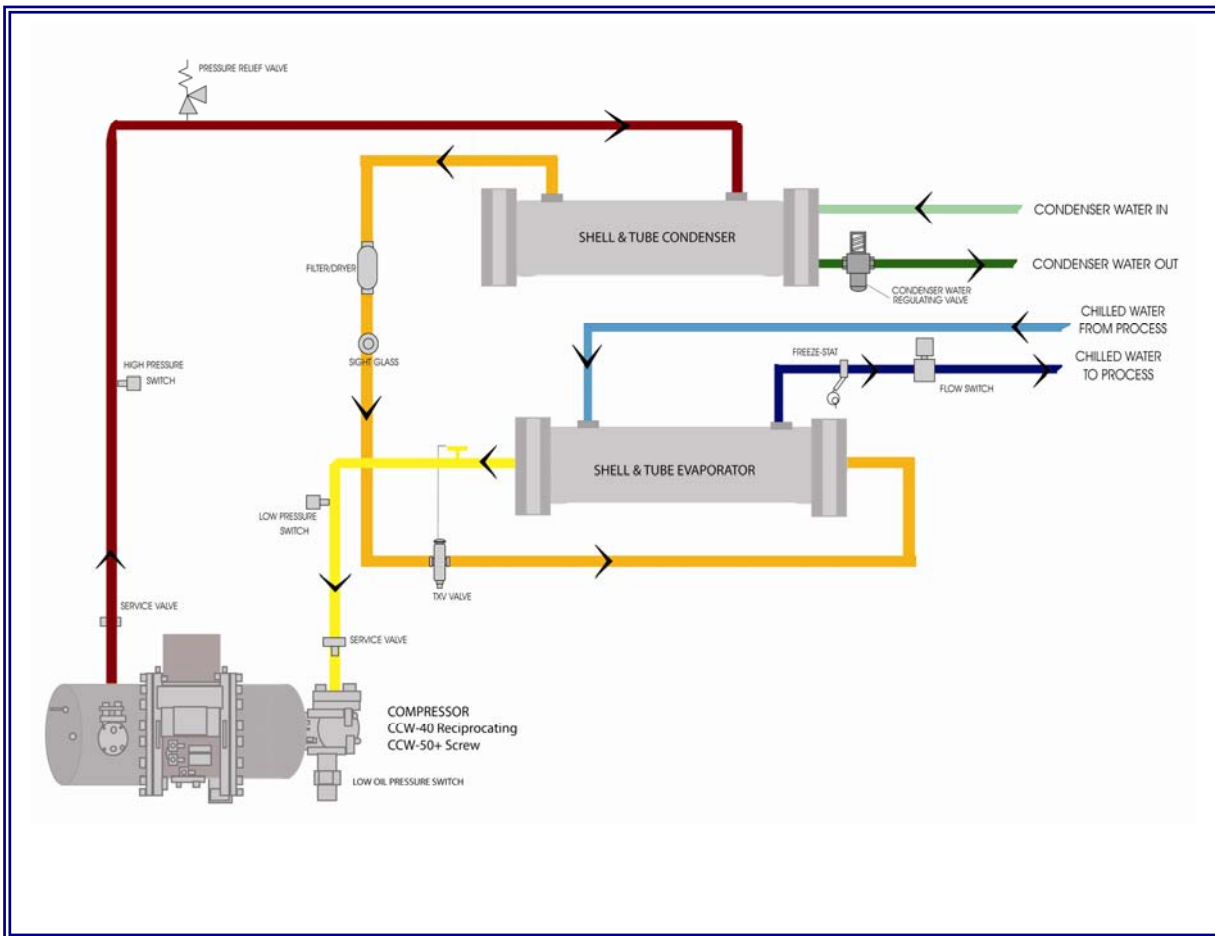 PRESSURE RELIEF VALVE
SHELL & TUBE CONDENSER
CONDENSER WATER IN
CONDENSER WATER OUT
CONDENSER WATER
REGULATING VALVE
FILTER/DRYER
CHILLED WATER
FROM PROCESS
SIGHT GLASS
FREEZE-STAT
CHILLED WATER
TO PROCESS
FLOW SWITCH
HIGH PRESSURE
SWITCH
SHELL & TUBE EVAPORATOR
LOW PRESSURE
SWITCH
TXV VALVE
SERVICE VALVE
SERVICE VALVE
COMPRESSOR
CCW-40 Reciprocating
CCW-50+ Screw
LOW OIL PRESSURE SWITCH